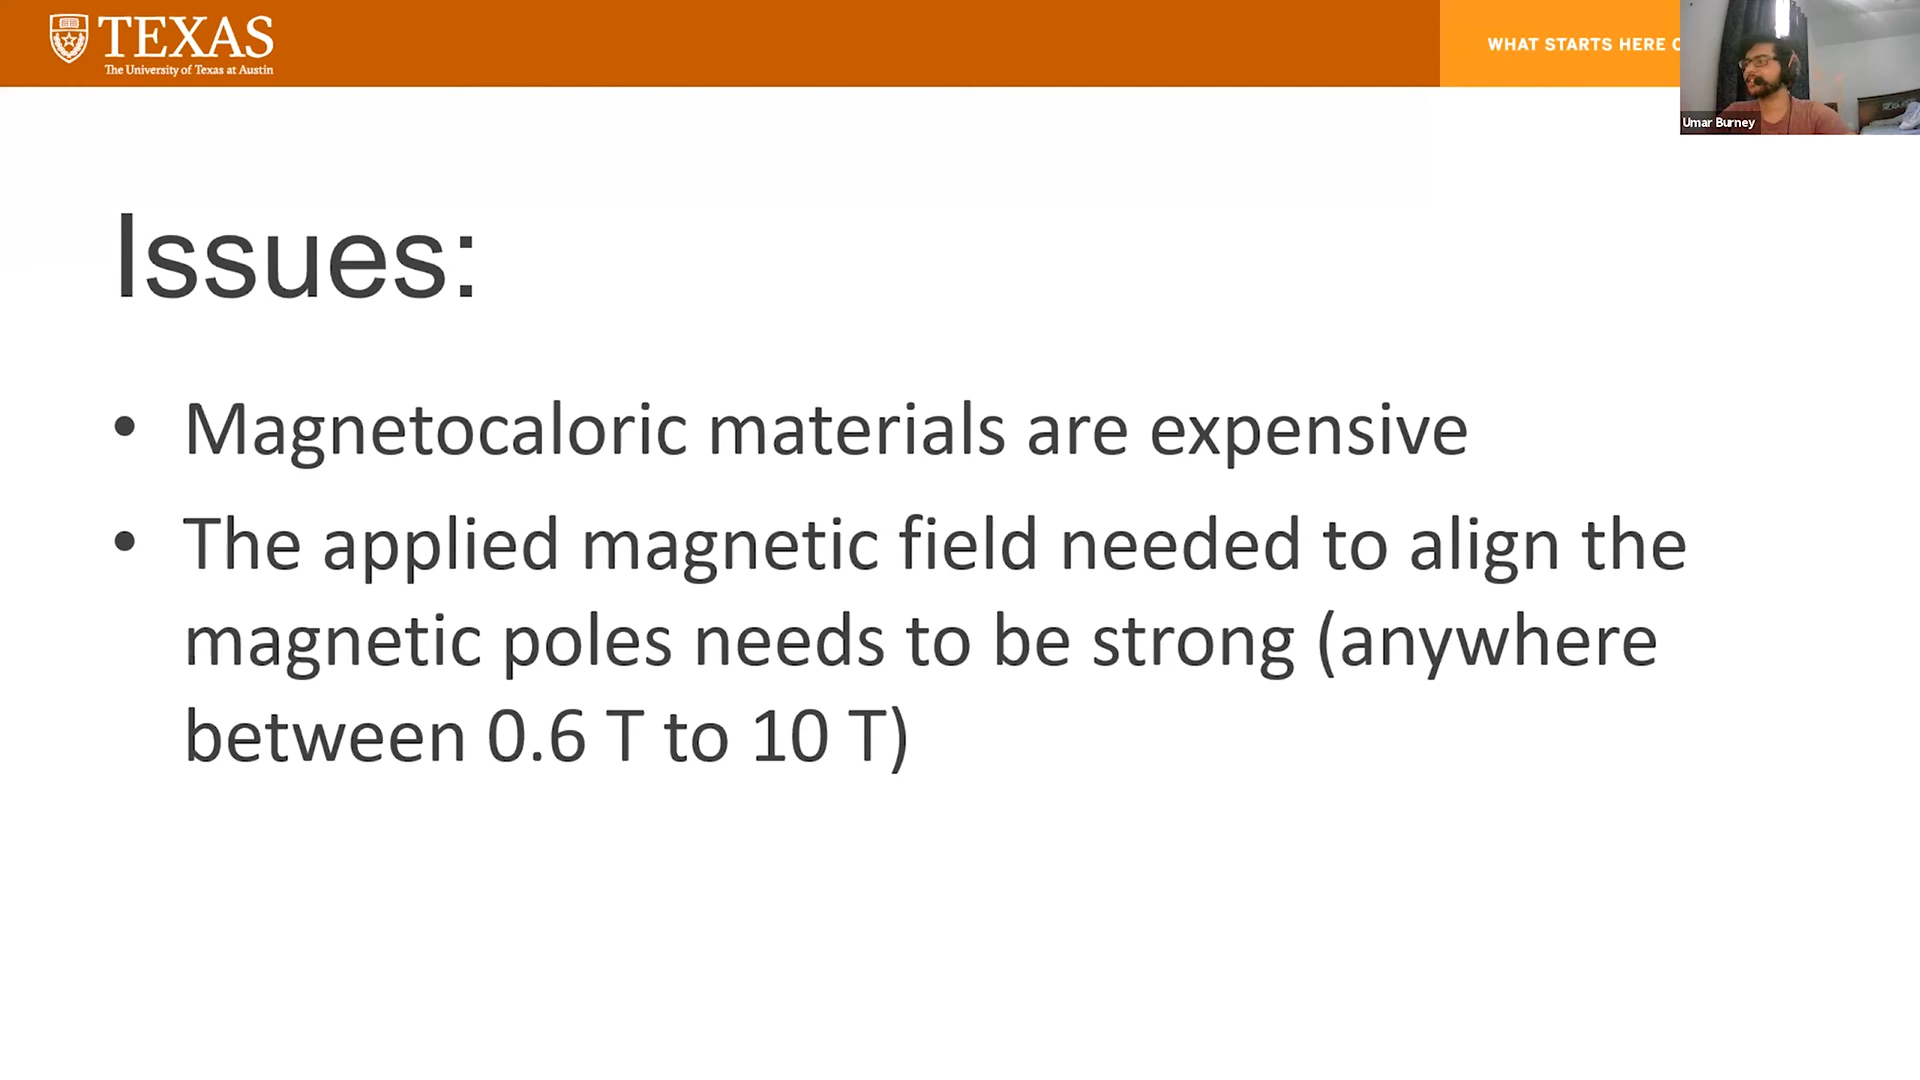 TEXAS
The University of Texas at Austin
WHAT STARTS HERE C
Umar Burney
Issues:
• Magnetocaloric materials are expensive
• The applied magnetic field needed to align the
magnetic poles needs to be strong (anywhere
between 0.6 T to 10 T)